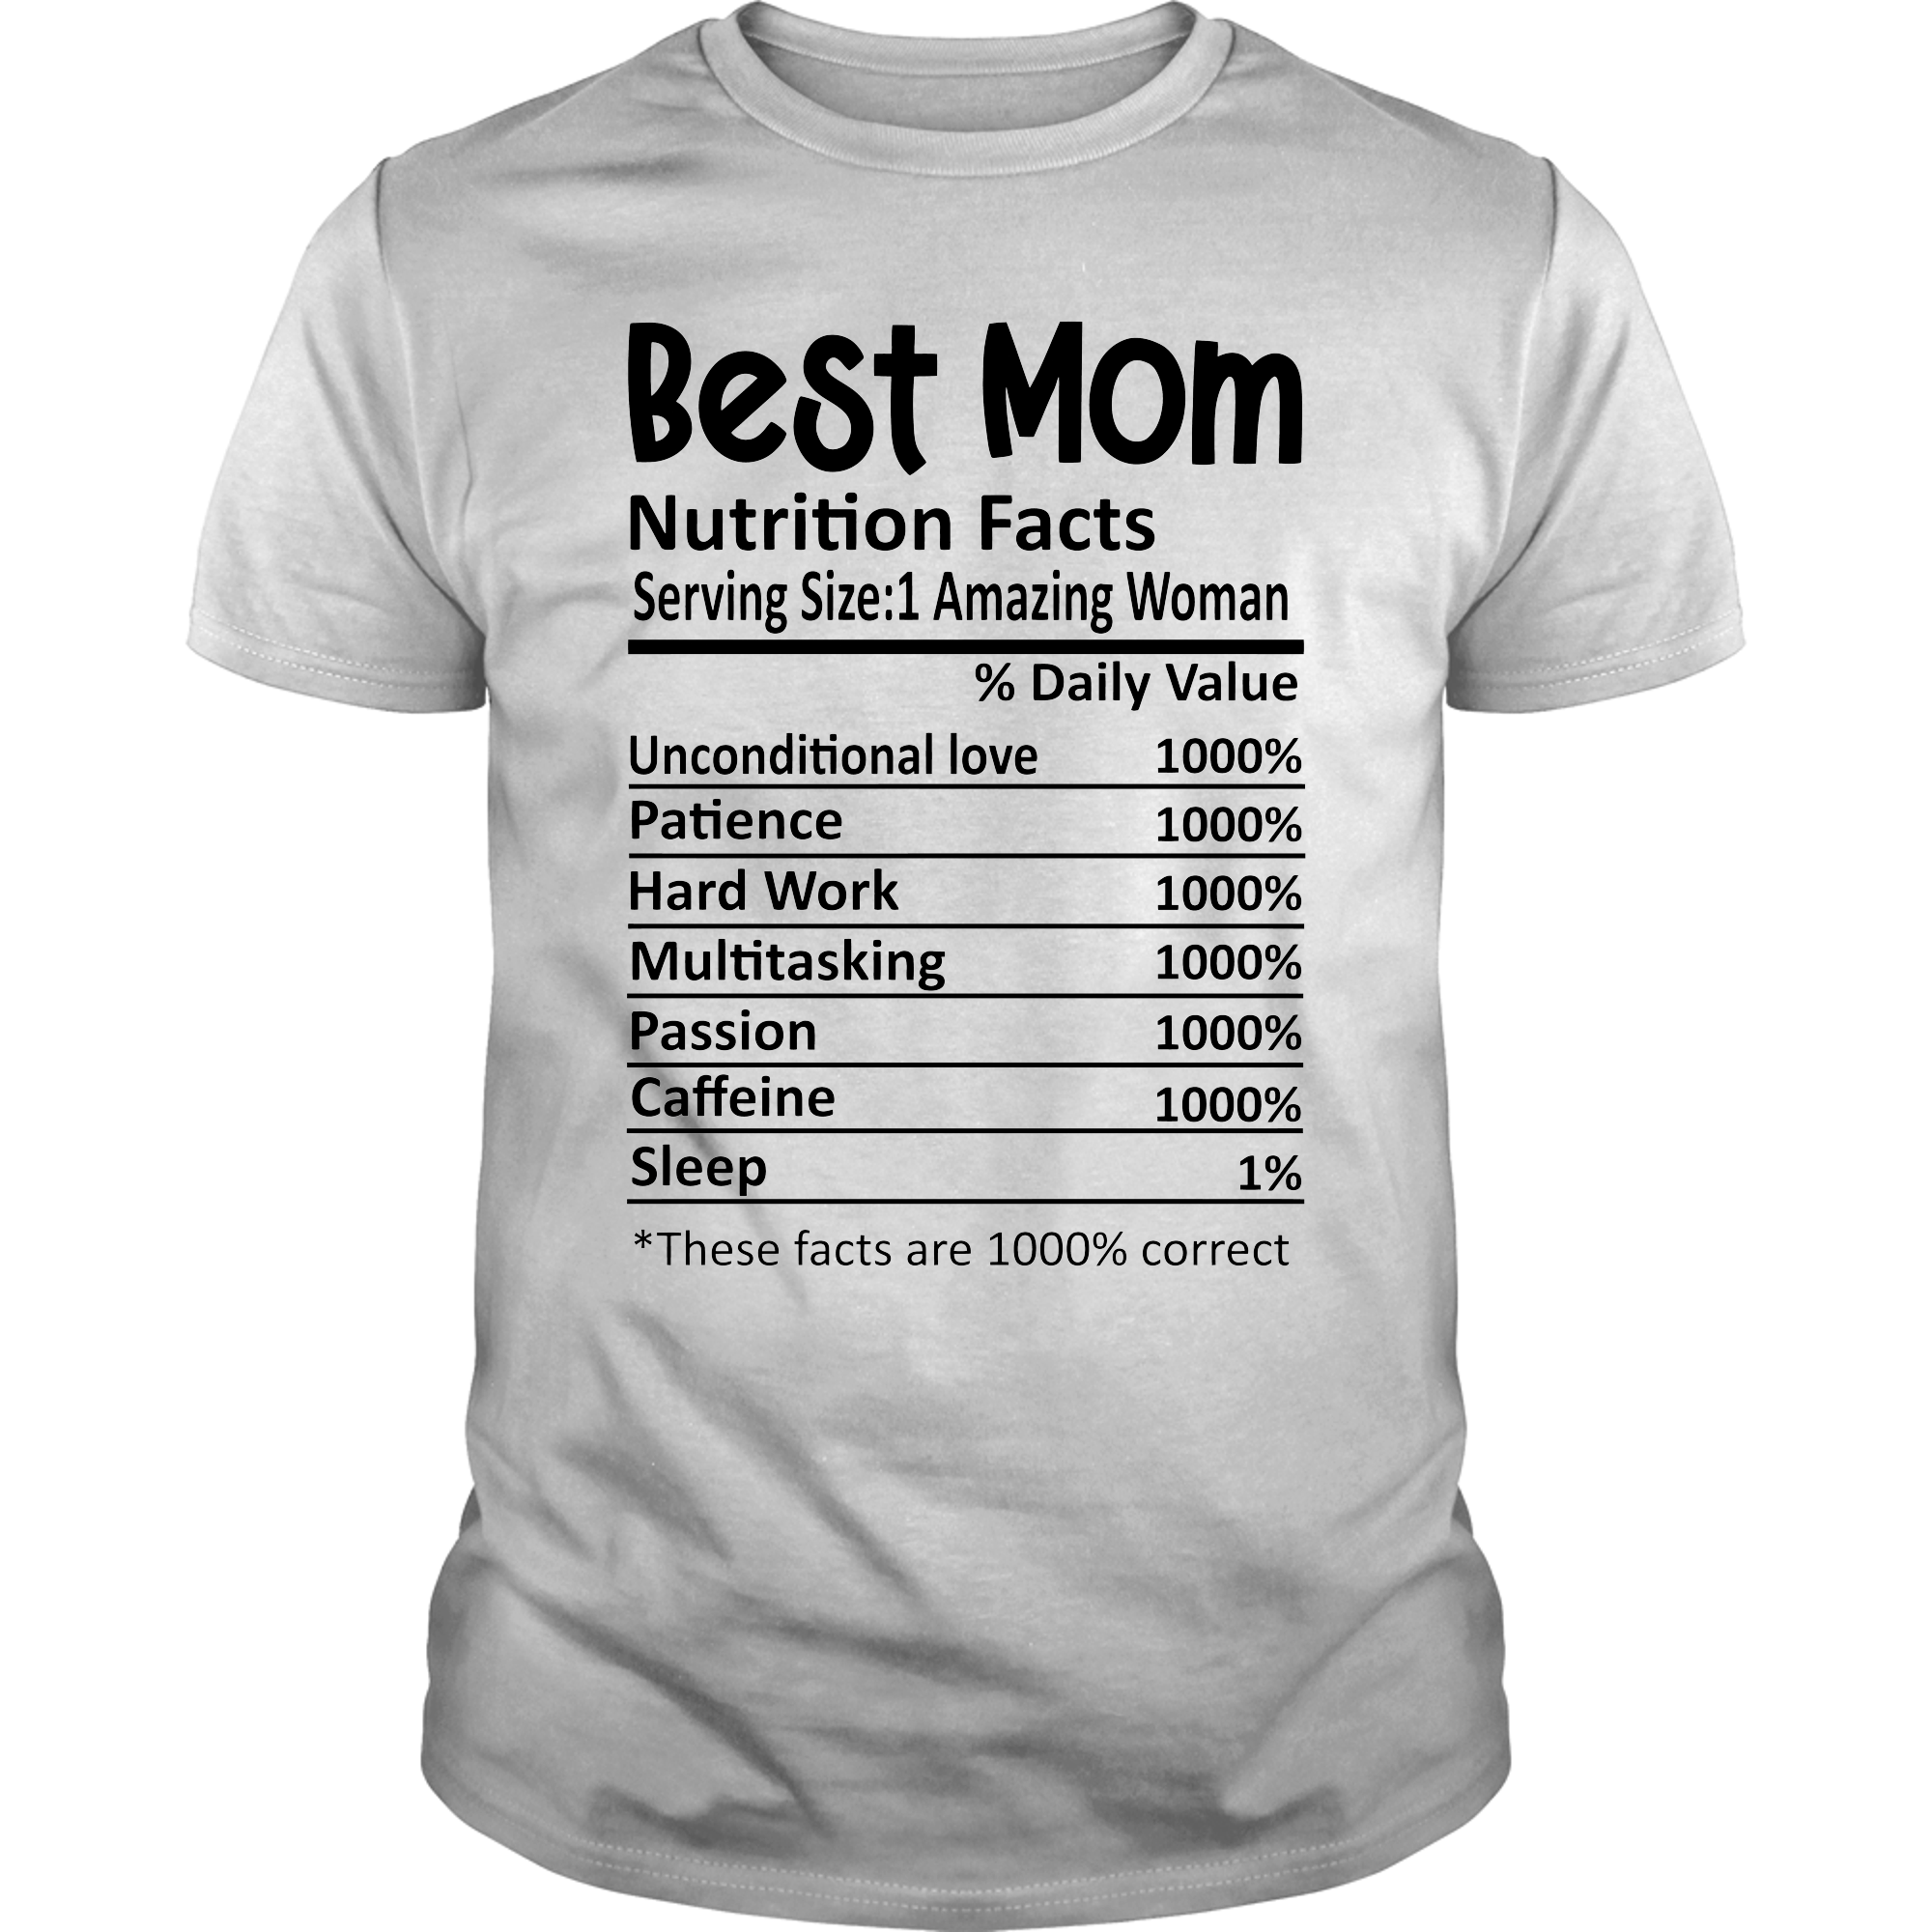 Best Mom
Nutrition Facts
Serving Size:1 Amazing Woman
% Daily Value
Unconditional love 1000%
Patience 1000%
Hard Work 1000%
Multitasking 1000%
Passion 1000%
Caffeine 1000%
Sleep 1%
*These facts are 1000% correct